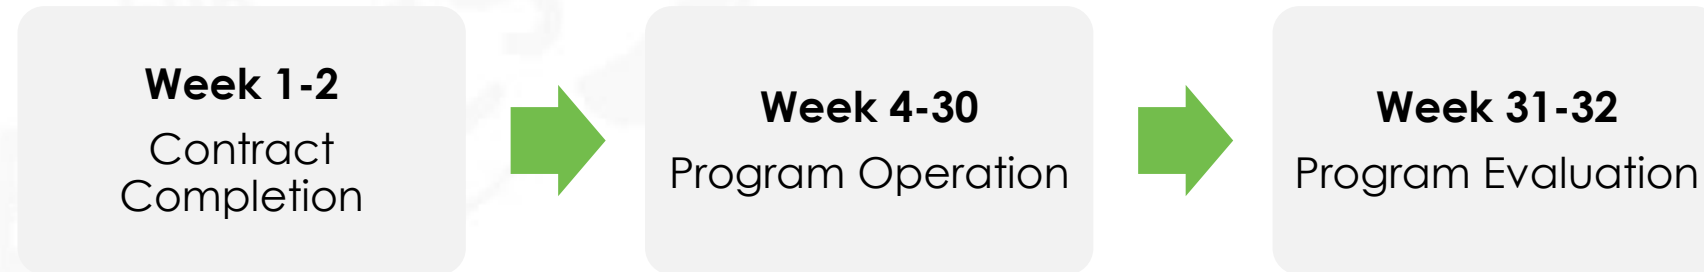 Week 1-2
Contract
Completion
Week 4-30
Program Operation
Week 31-32
Program Evaluation